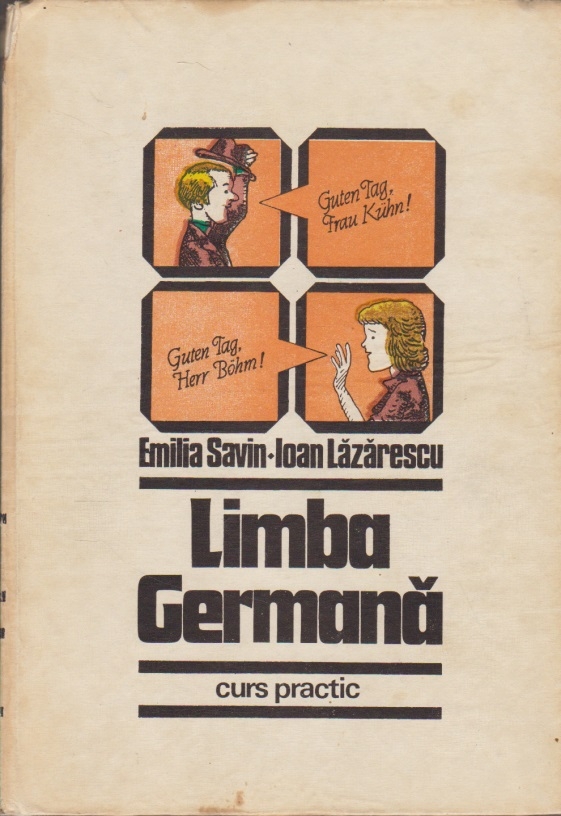 Guten Tag,
Frau Kühn!
Guten Tag,
Herr Böhm!
Emilia Savin•Ioan Lăzărescu
Limba
Germană
curs practic